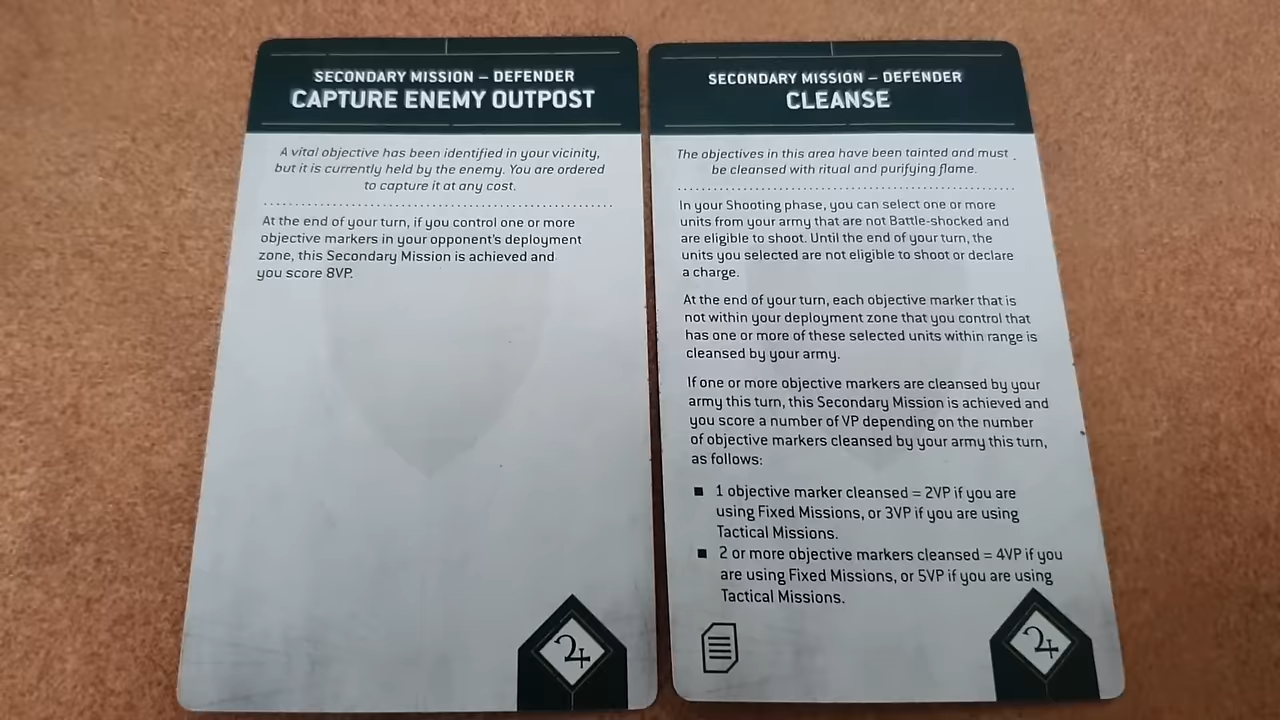 SECONDARY MISSION – DEFENDER
CAPTURE ENEMY OUTPOST
A vital objective has been identified in your vicinity,
but it is currently held by the enemy. You are ordered
to capture it at any cost.
At the end of your turn, if you control one or more
objective markers in your opponent's deployment
zone, this Secondary Mission is achieved and
you score 8VP.
SECONDARY MISSION – DEFENDER
CLEANSE
The objectives in this area have been tainted and must
be cleansed with ritual and purifying flame.
In your Shooting phase, you can select one or more
units from your army that are not Battle-shocked and
are eligible to shoot. Until the end of your turn, the
units you selected are not eligible to shoot or declare
a charge.
At the end of your turn, each objective marker that is
not within your deployment zone that you control that
has one or more of these selected units within range is
cleansed by your army.
If one or more objective markers are cleansed by your
army this turn, this Secondary Mission is achieved and
you score a number of VP depending on the number
of objective markers cleansed by your army this turn,
as follows:
■ 1 objective marker cleansed = 2VP if you are
using Fixed Missions, or 3VP if you are using
Tactical Missions.
■ 2 or more objective markers cleansed = 4VP if you
are using Fixed Missions, or 5VP if you are using
Tactical Missions.